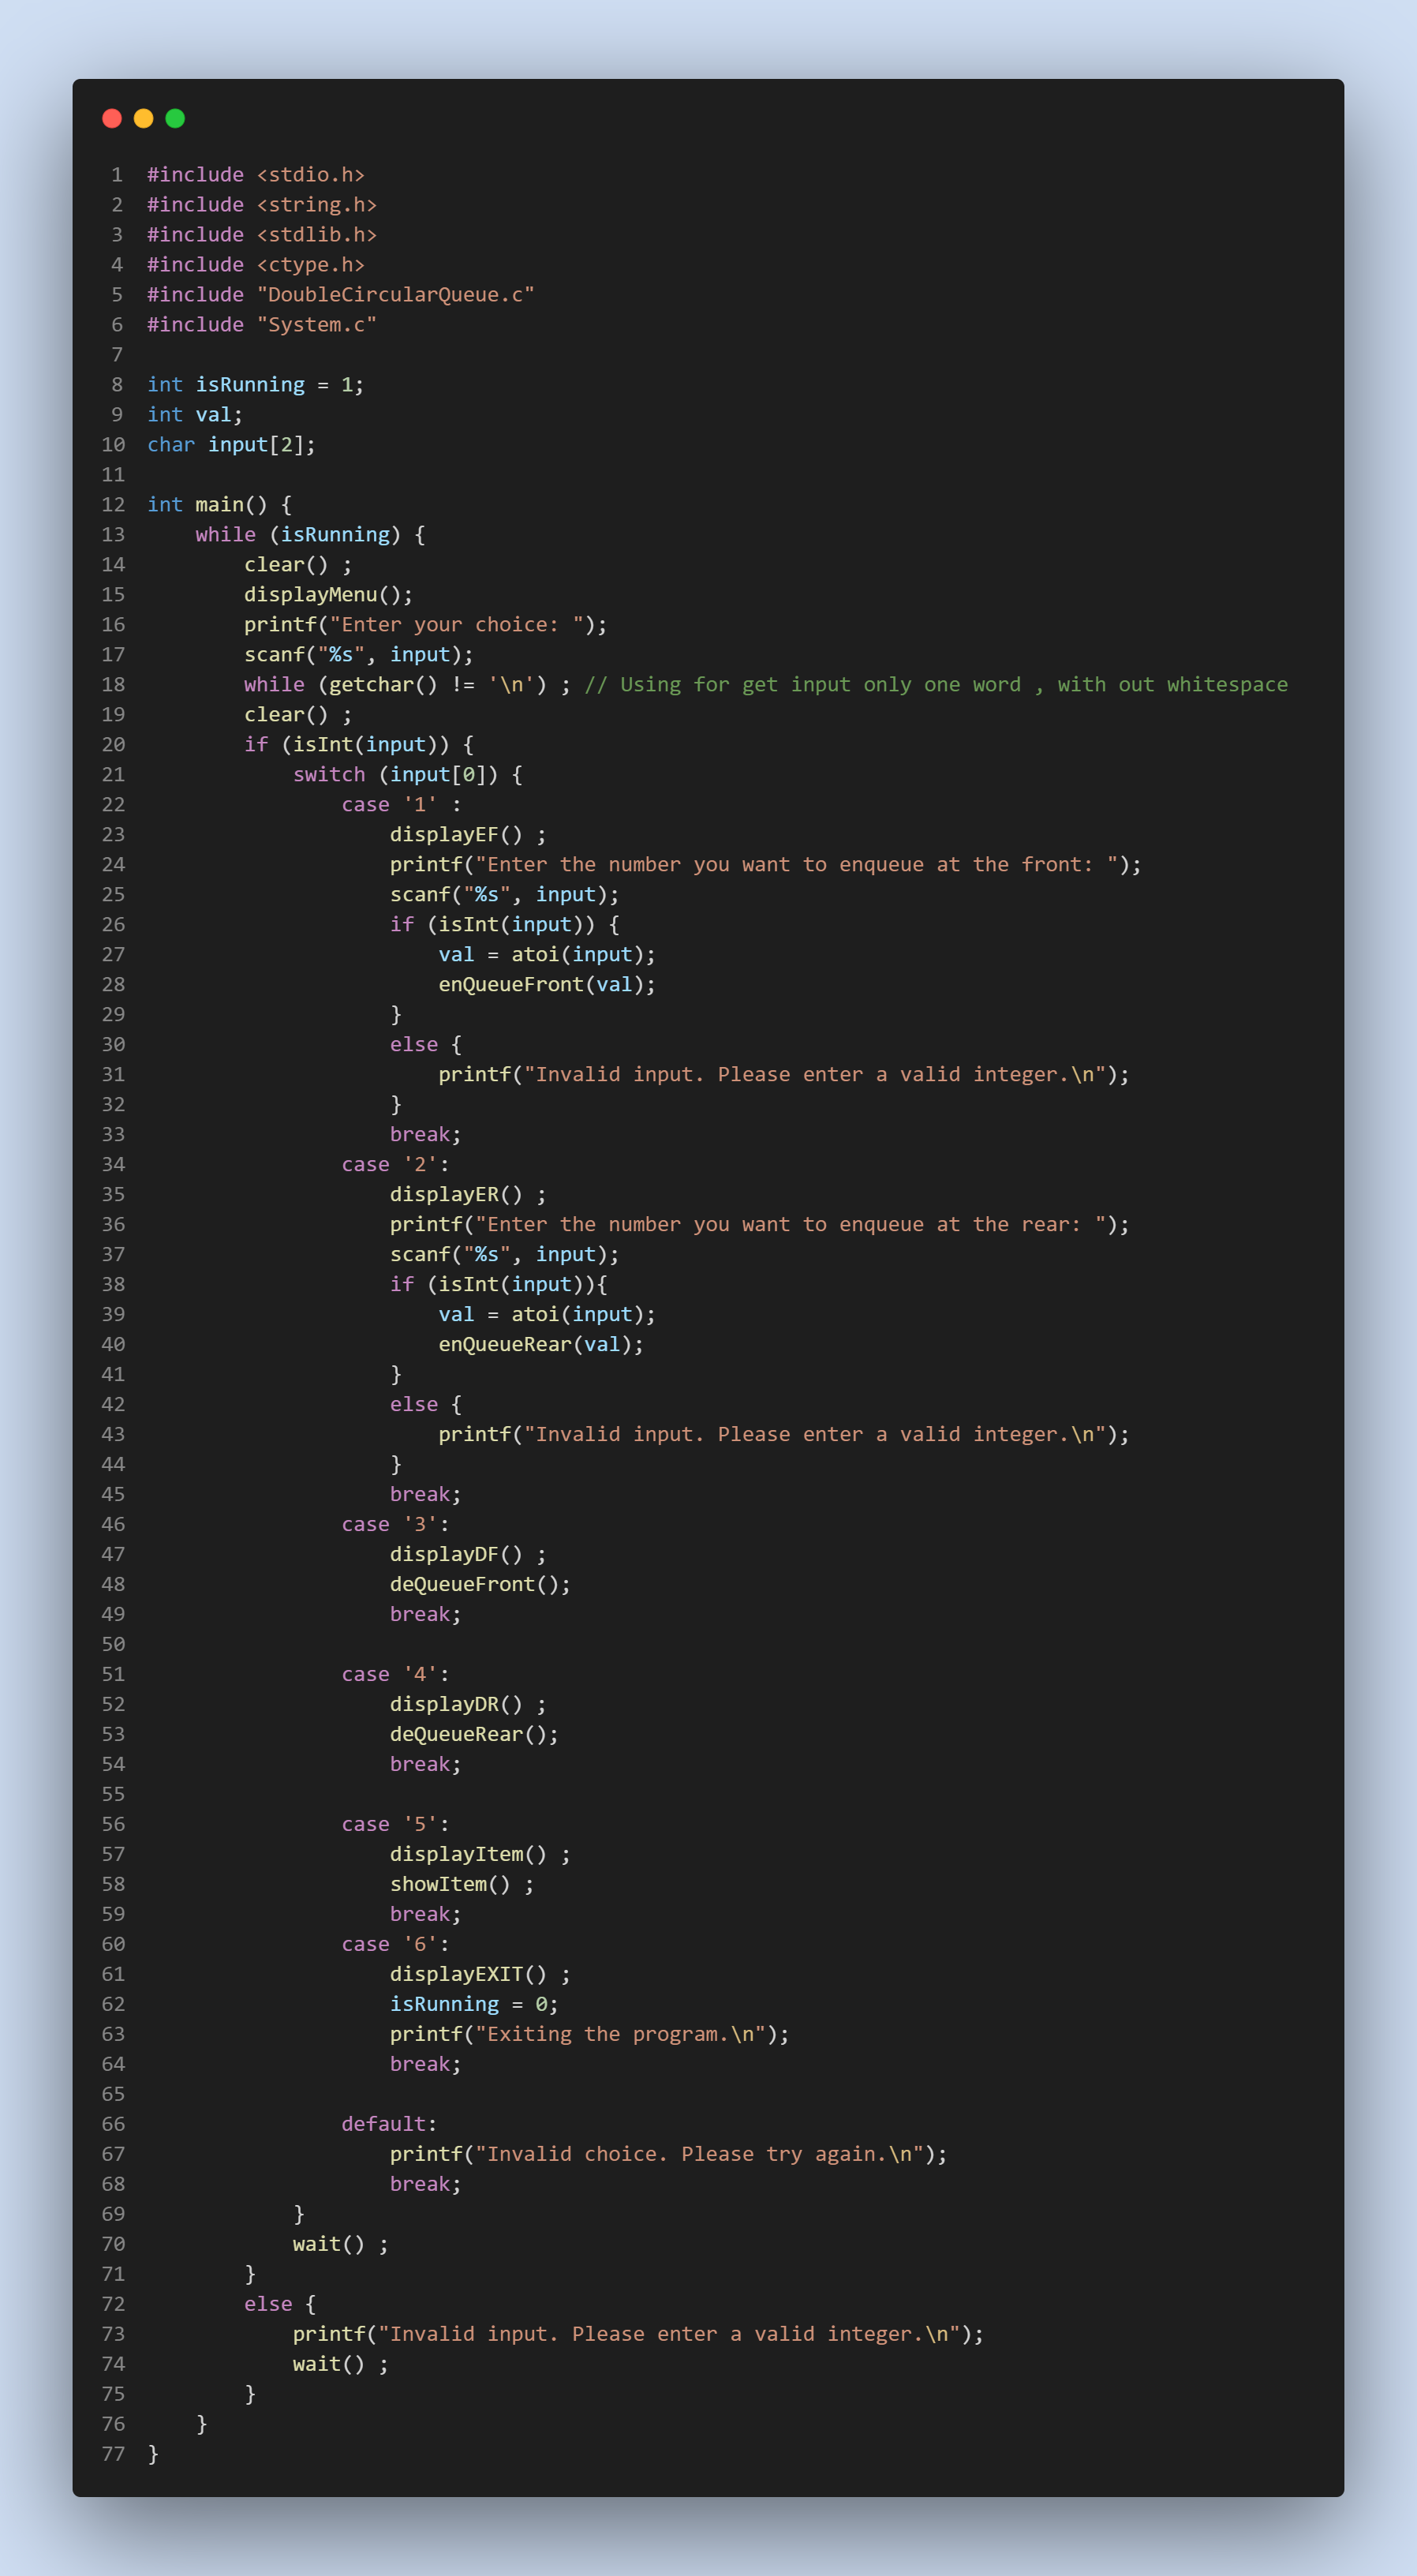 1 #include <stdio.h>
2 #include <string.h>
3 #include <stdlib.h>
4 #include <ctype.h>
5 #include "DoubleCircularQueue.c"
6 #include "System.c"
7
8 int isRunning = 1;
9 int val;
10 char input[2];
11
12 int main() {
13     while (isRunning) {
14         clear() ;
15         displayMenu();
16         printf("Enter your choice: ");
17         scanf("%s", input);
18         while (getchar() != '\n') ; // Using for get input only one word , with out whitespace
19         clear() ;
20         if (isInt(input)) {
21             switch (input[0]) {
22                 case '1' :
23                     displayEF() ;
24                     printf("Enter the number you want to enqueue at the front: ");
25                     scanf("%s", input);
26                     if (isInt(input)) {
27                         val = atoi(input);
28                         enQueueFront(val);
29                     }
30                     else {
31                         printf("Invalid input. Please enter a valid integer.\n");
32                     }
33                     break;
34                 case '2':
35                     displayER() ;
36                     printf("Enter the number you want to enqueue at the rear: ");
37                     scanf("%s", input);
38                     if (isInt(input)){
39                         val = atoi(input);
40                         enQueueRear(val);
41                     }
42                     else {
43                         printf("Invalid input. Please enter a valid integer.\n");
44                     }
45                     break;
46                 case '3':
47                     displayDF() ;
48                     deQueueFront();
49                     break;
50
51                 case '4':
52                     displayDR() ;
53                     deQueueRear();
54                     break;
55
56                 case '5':
57                     displayItem() ;
58                     showItem() ;
59                     break;
60                 case '6':
61                     displayEXIT() ;
62                     isRunning = 0;
63                     printf("Exiting the program.\n");
64                     break;
65
66                 default:
67                     printf("Invalid choice. Please try again.\n");
68                     break;
69             }
70             wait() ;
71         }
72         else {
73             printf("Invalid input. Please enter a valid integer.\n");
74             wait() ;
75         }
76     }
77 }